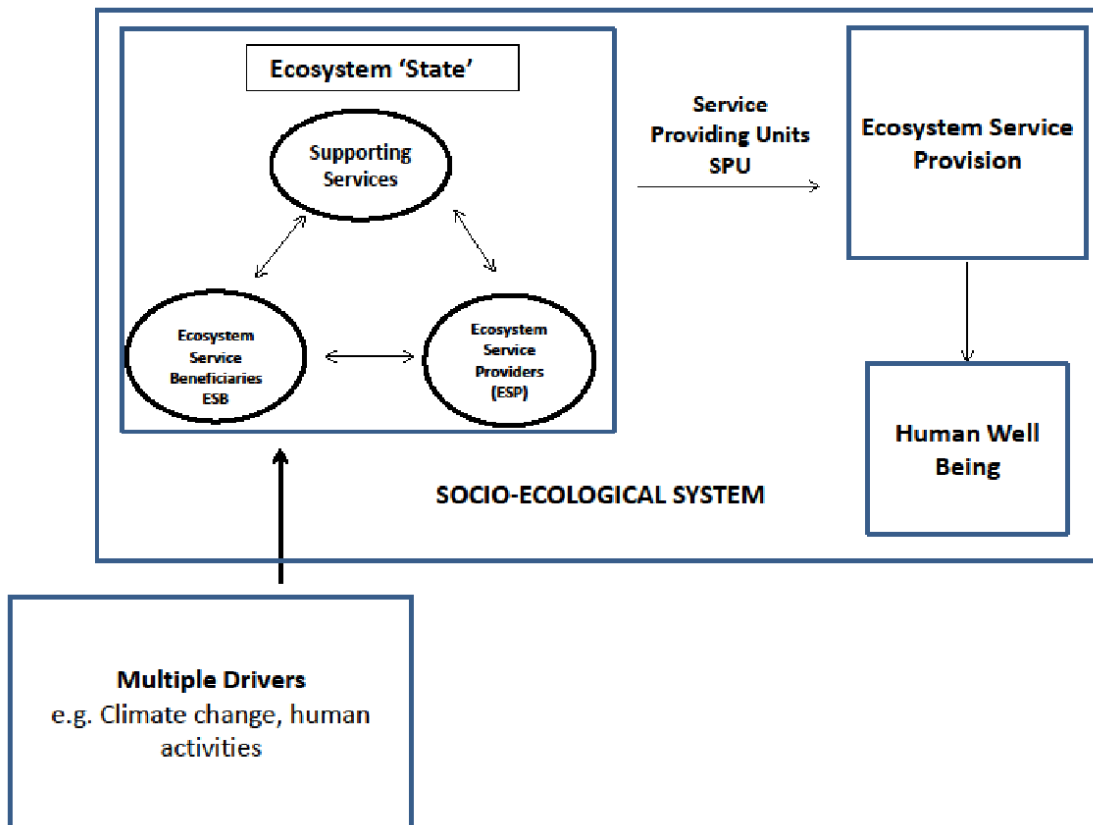 Ecosystem ‘State’
Supporting
Services
Ecosystem
Service
Beneficiaries
ESB
Ecosystem
Service
Providers
(ESP)
Service
Providing Units
SPU
Ecosystem Service
Provision
Human Well
Being
SOCIO-ECOLOGICAL SYSTEM
Multiple Drivers
e.g. Climate change, human
activities